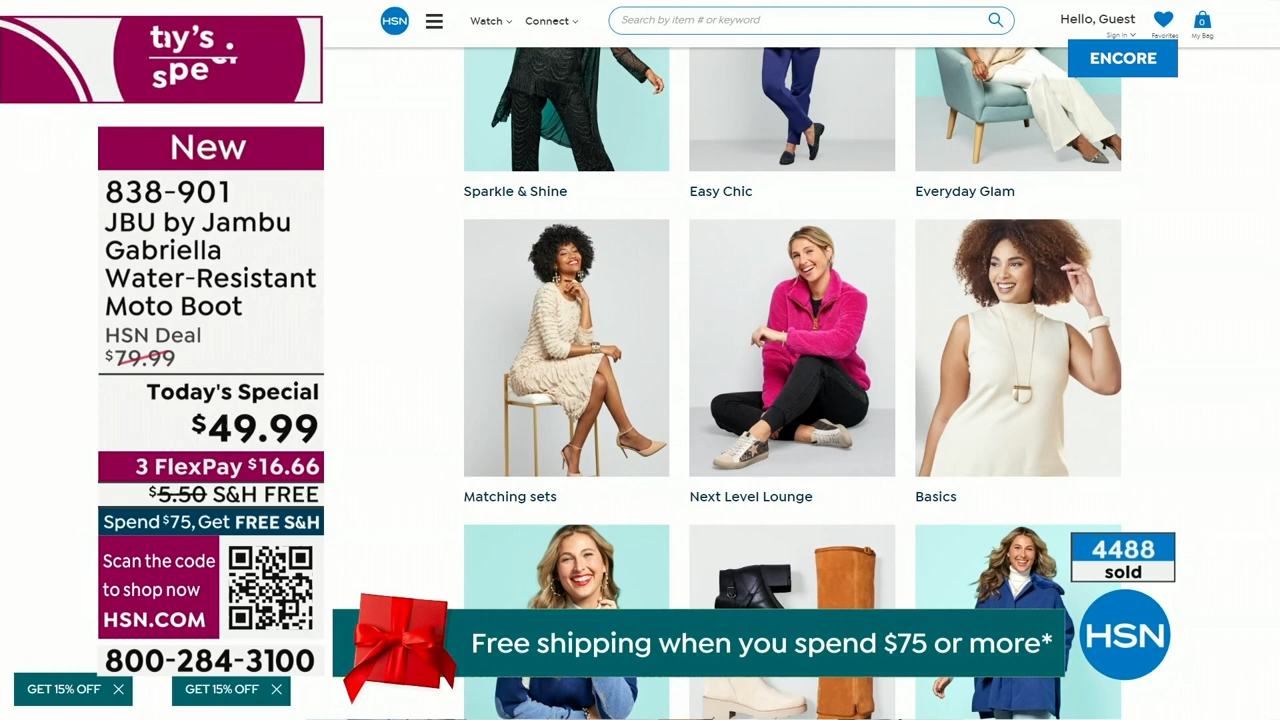 New
838-901
JBU by Jambu
Gabriella
Water-Resistant
Moto Boot
HSN Deal
$79.99
Today's Special
$49.99
3 FlexPay $16.66
$5.50 S&H FREE
Spend $75, Get FREE S&H
Scan the code
to shop now
HSN.COM
800-284-3100
GET 15% OFF
GET 15% OFF
HSN
Watch
Connect
Search by item # or keyword
Hello, Guest
Sign In
Favorites
0
My Bag
ENCORE
Sparkle & Shine
Easy Chic
Everyday Glam
Matching sets
Next Level Lounge
Basics
4488
sold
Free shipping when you spend $75 or more*
HSN